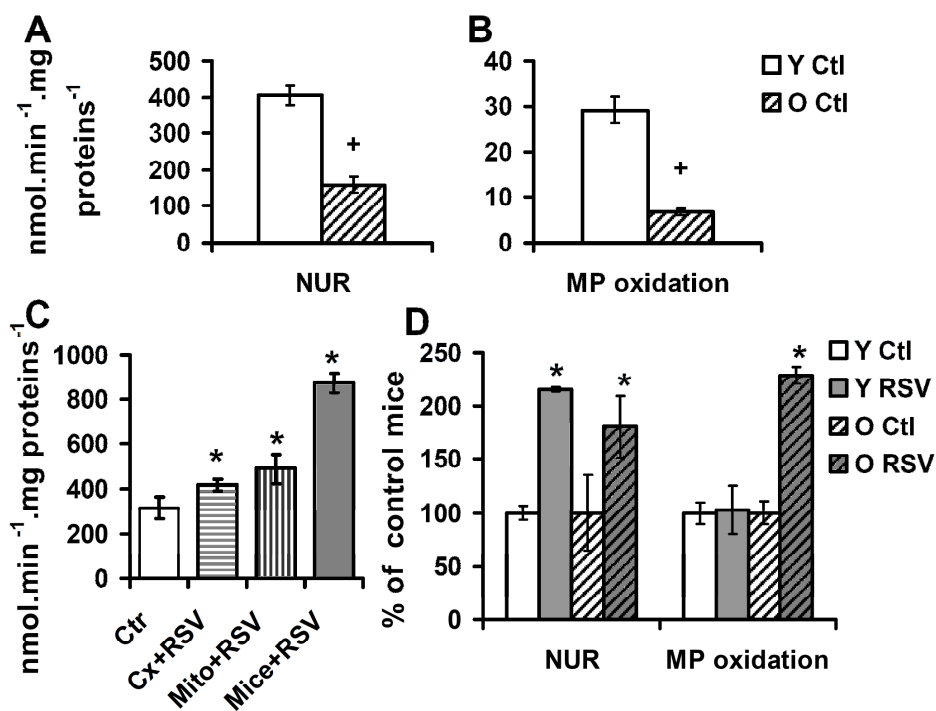 A
nmol.min⁻¹.mg
proteins⁻¹
500
400
300
200
100
0
+
NUR
B
40
30
20
10
0
+
MP oxidation
Y Ctl
O Ctl
C
nmol.min⁻¹.mg proteins⁻¹
1000
800
600
400
200
0
*
*
*
Ctr
Cx+RSV
Mito+RSV
Mice+RSV
D
% of control mice
250
200
150
100
50
0
*
*
*
NUR
MP oxidation
Y Ctl
Y RSV
O Ctl
O RSV